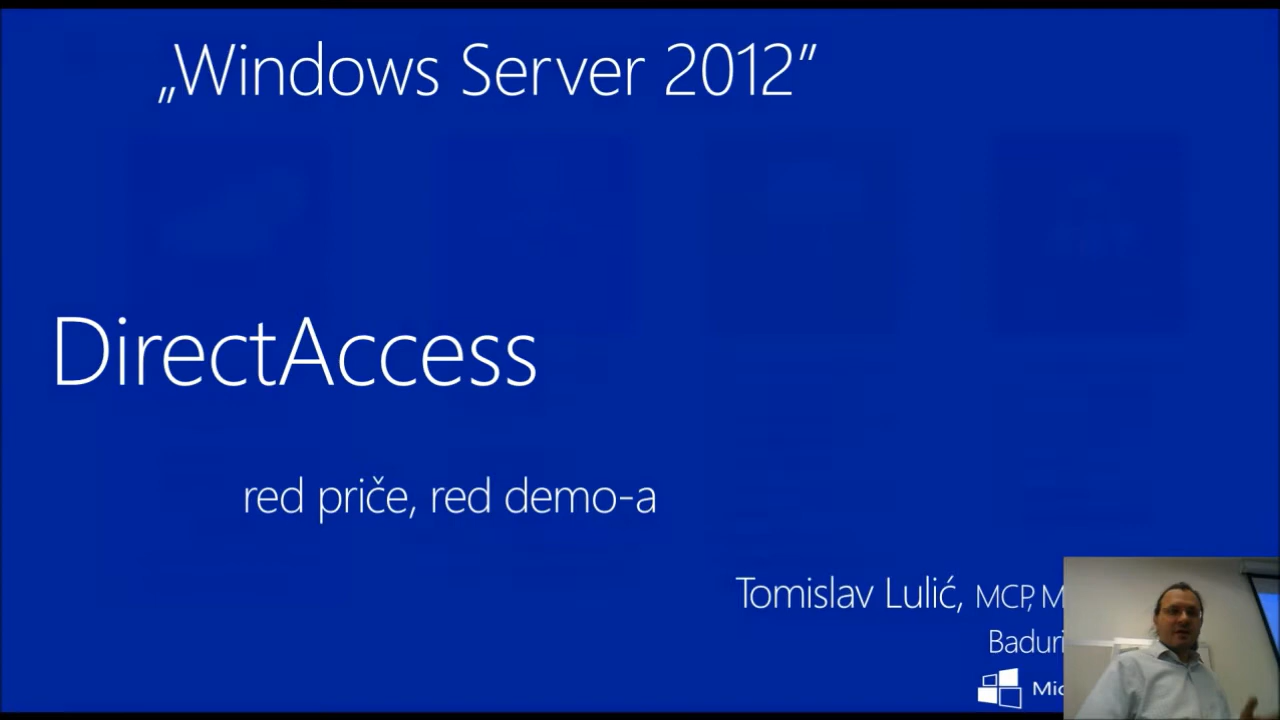 „Windows Server 2012”
DirectAccess
red priče, red demo-a
Tomislav Lulić, MCP,